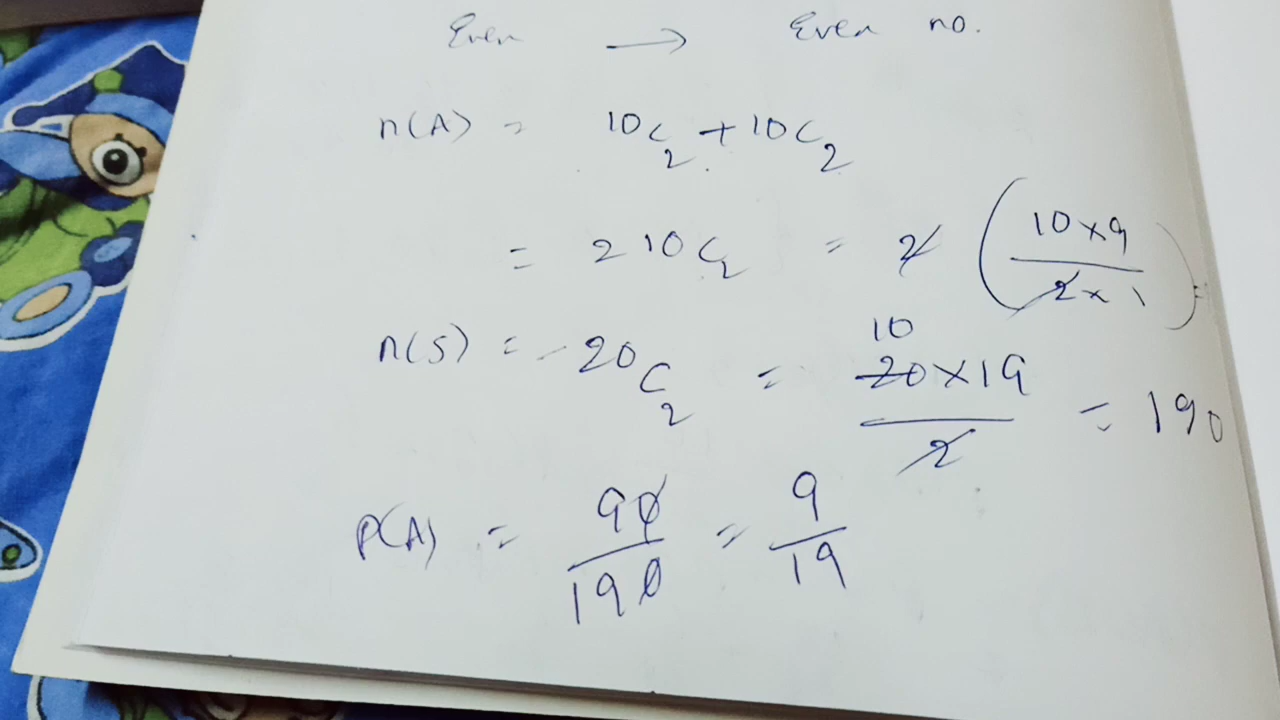 Even → Even no.
n(A) = 10C2 + 10C2
= 2 10C2 = 2 (10×9 / 2×1) =
n(S) = 20C2 = 10 20×19 / 2 = 190
P(A) = 90 / 190 = 9 / 19